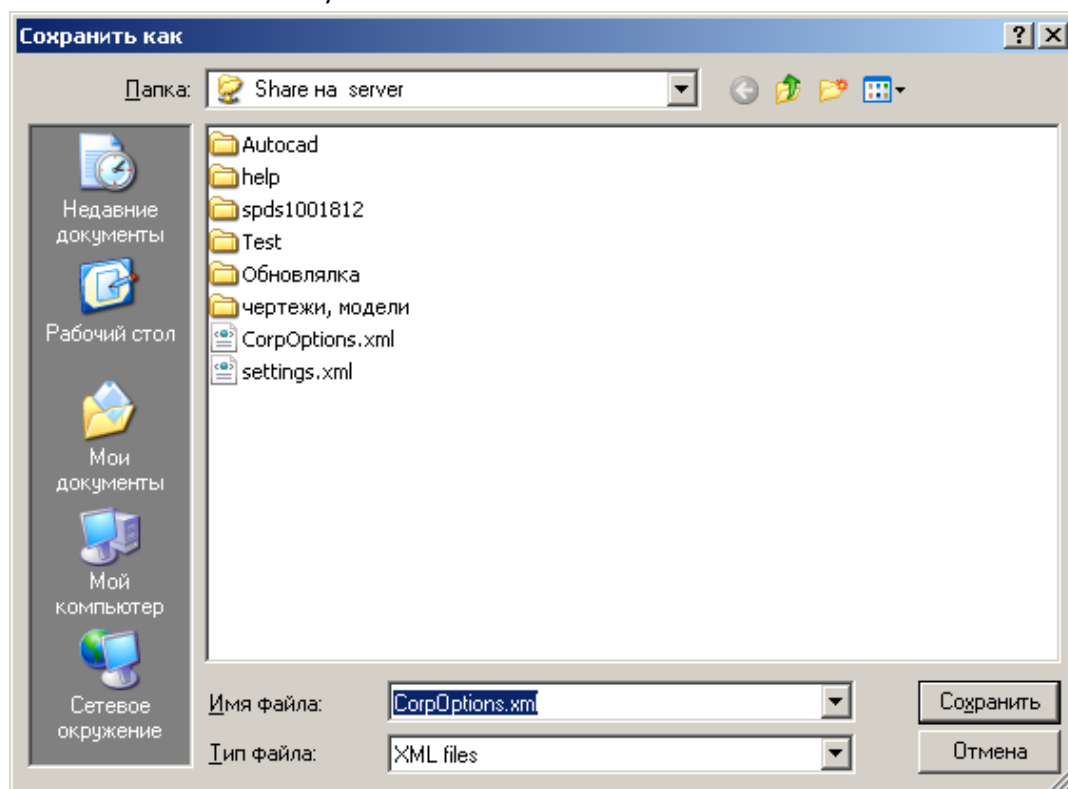 Сохранить как
Папка:
Share на server
Autocad
help
spds1001812
Test
Обновлялка
чертежи, модели
CorpOptions.xml
settings.xml
Недавние
документы
Рабочий стол
Мои
документы
Мой
компьютер
Сетевое
окружение
Имя файла:
CorpOptions.xml
Сохранить
Тип файла:
XML files
Отмена